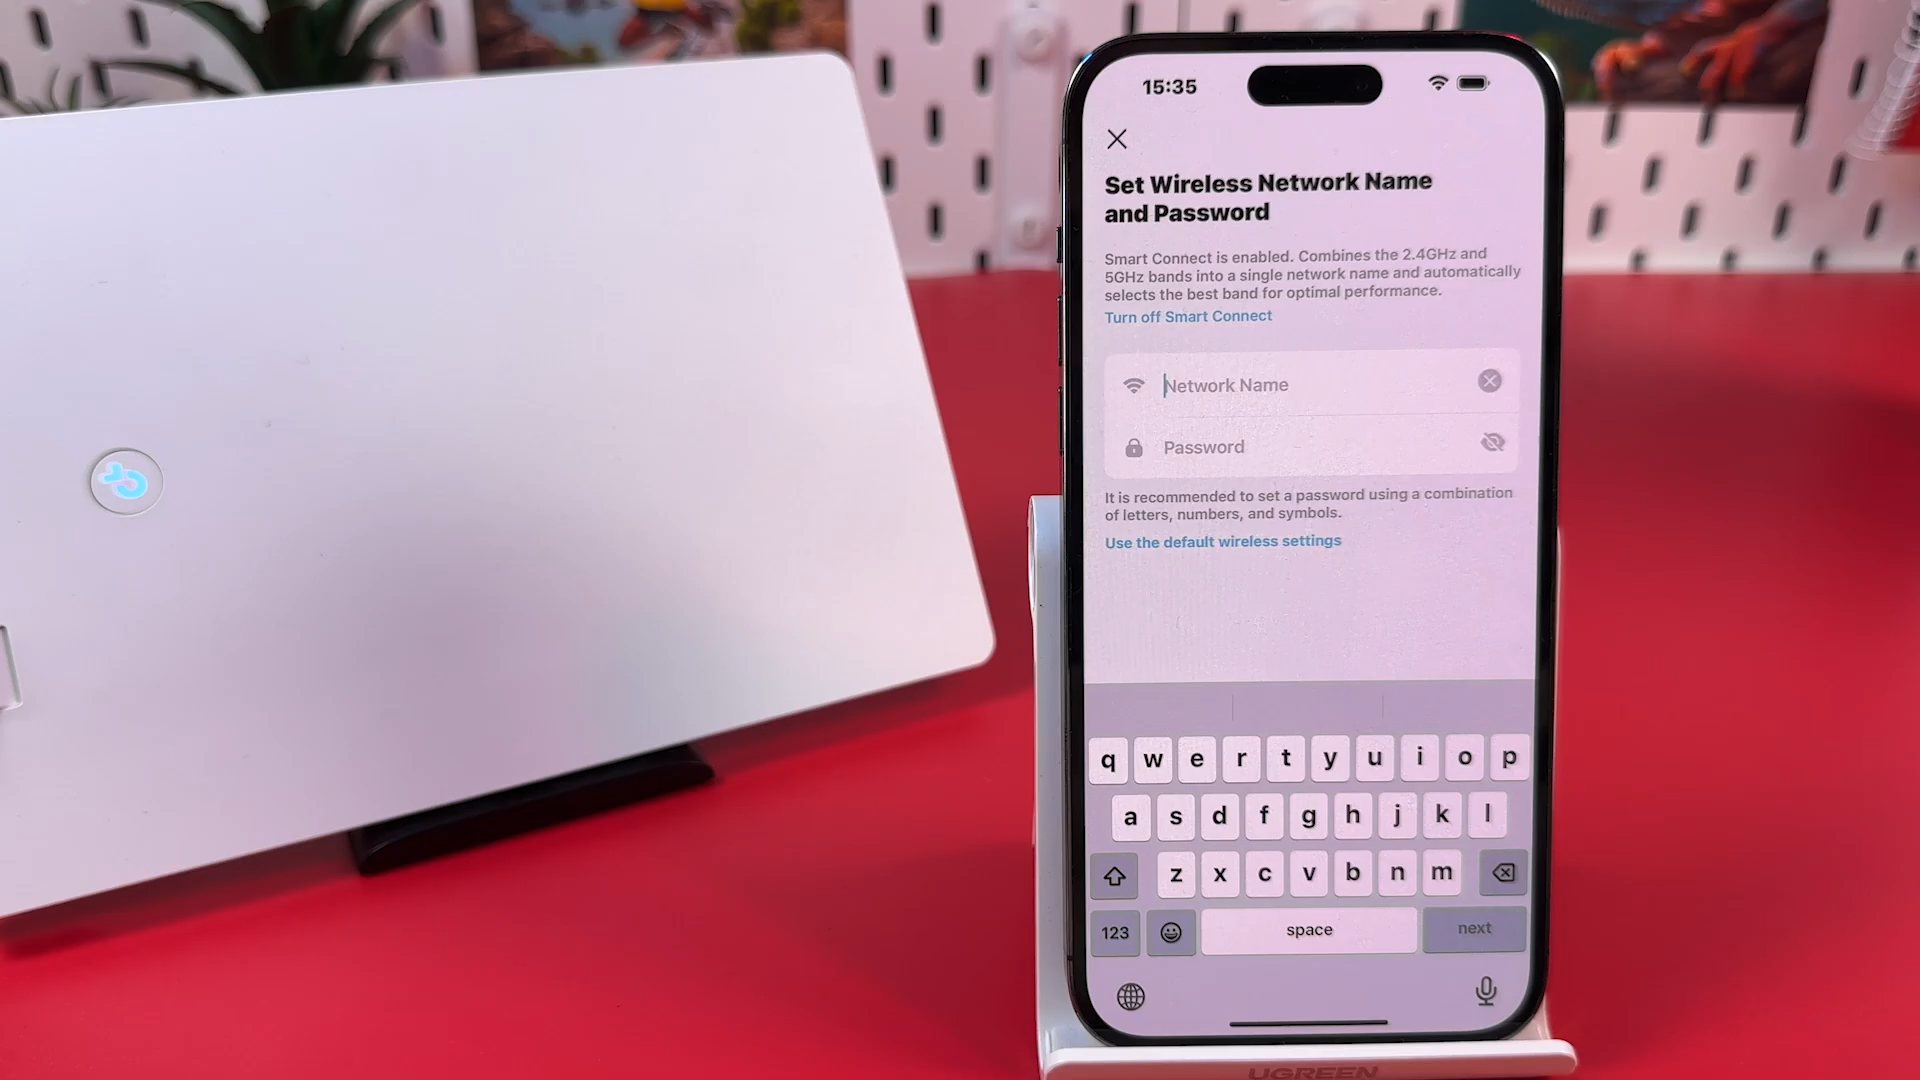 15:35
Set Wireless Network Name
and Password
Smart Connect is enabled. Combines the 2.4GHz and
5GHz bands into a single network name and automatically
selects the best band for optimal performance.
Turn off Smart Connect
Network Name
Password
It is recommended to set a password using a combination
of letters, numbers, and symbols.
Use the default wireless settings
q w e r t y u i o p
a s d f g h j k l
z x c v b n m
123 space next
UGREEN